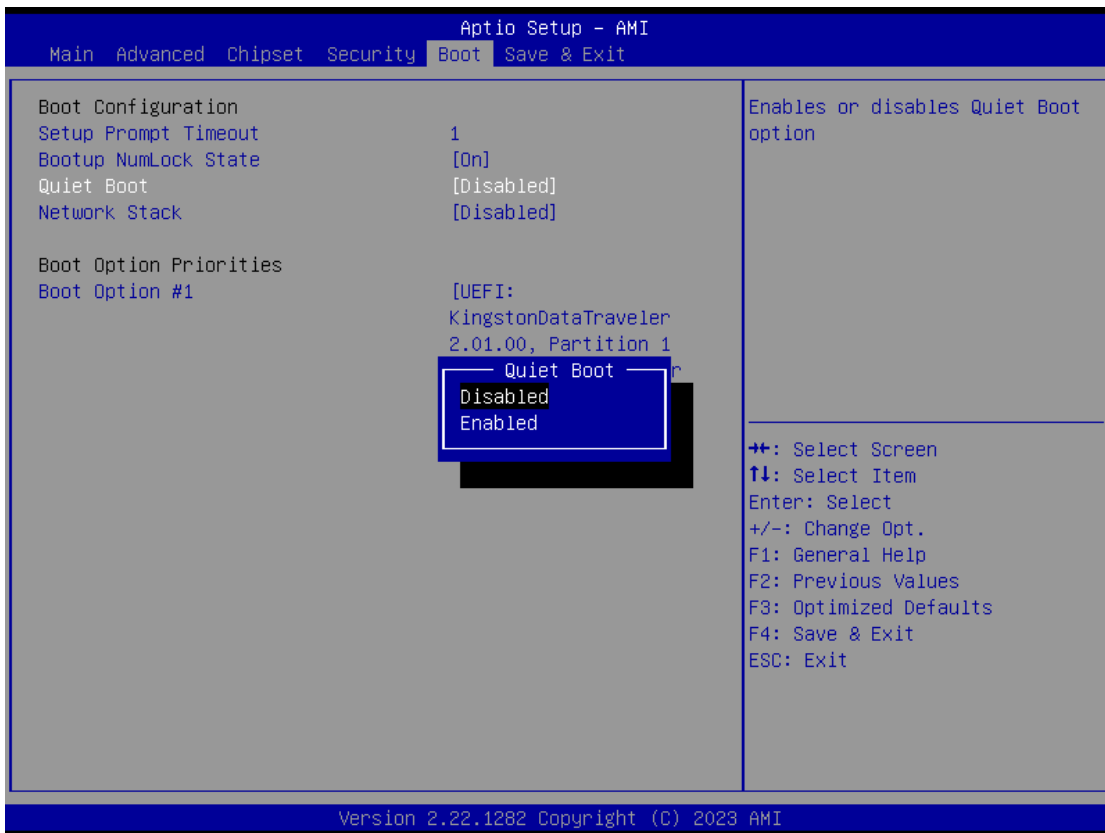 Aptio Setup – AMI
Main Advanced Chipset Security Boot Save & Exit
Boot Configuration
Setup Prompt Timeout 1
Bootup NumLock State [On]
Quiet Boot [Disabled]
Network Stack [Disabled]
Boot Option Priorities
Boot Option #1 [UEFI:
KingstonDataTraveler
2.01.00, Partition 1
Quiet Boot
Disabled
Enabled
Enables or disables Quiet Boot
option
→←: Select Screen
↑↓: Select Item
Enter: Select
+/-: Change Opt.
F1: General Help
F2: Previous Values
F3: Optimized Defaults
F4: Save & Exit
ESC: Exit
Version 2.22.1282 Copyright (C) 2023 AMI